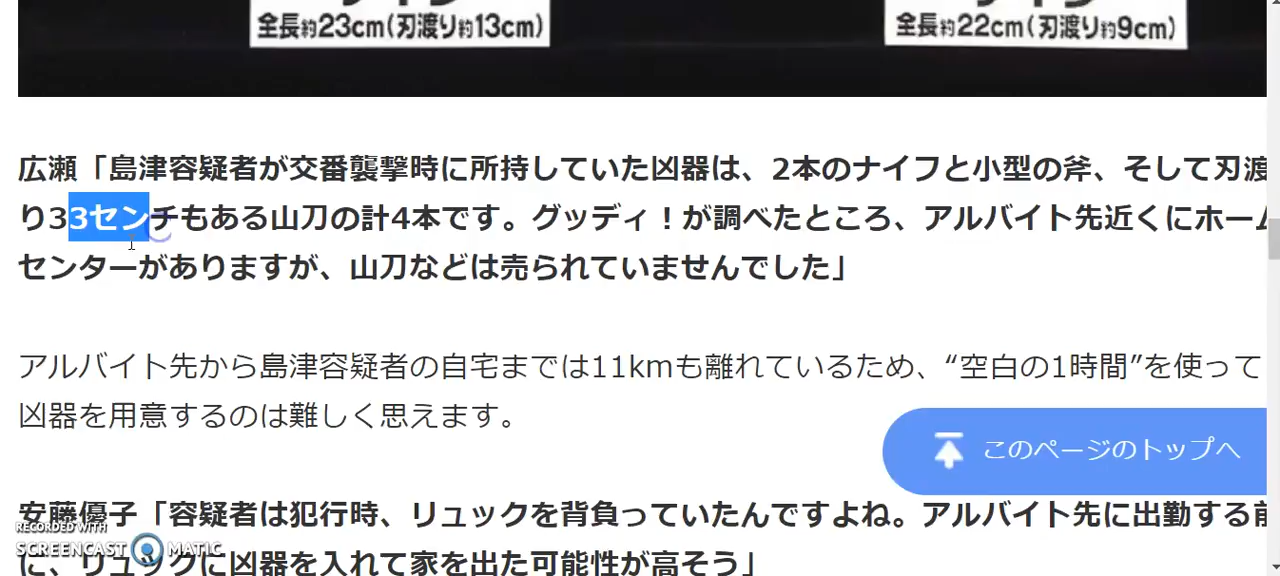 全長約23cm(刃渡り約13cm)
全長約22cm(刃渡り約9cm)
広瀬「島津容疑者が交番襲撃時に所持していた凶器は、2本のナイフと小型の斧、そして刃渡
り33センチもある山刀の計4本です。グッディ！が調べたところ、アルバイト先近くにホーム
センターがありますが、山刀などは売られていませんでした」
アルバイト先から島津容疑者の自宅までは11kmも離れているため、“空白の1時間”を使って
凶器を用意するのは難しく思えます。
このページのトップへ
安藤優子「容疑者は犯行時、リュックを背負っていたんですよね。アルバイト先に出勤する前
に、リュックに凶器を入れて家を出た可能性が高そう」
RECORDED WITH
SCREENCAST MATIC